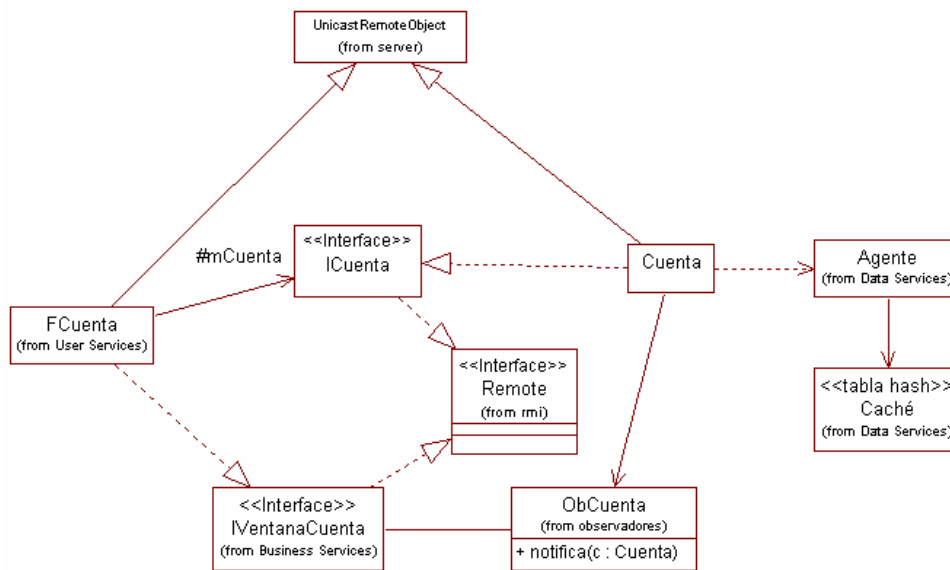 UnicastRemoteObject
(from server)
#mCuenta
<<Interface>>
ICuenta
Cuenta
Agente
(from Data Services)
FCuenta
(from User Services)
<<Interface>>
Remote
(from rmi)
<<tabla hash>>
Caché
(from Data Services)
<<Interface>>
IVentanaCuenta
(from Business Services)
ObCuenta
(from observadores)
+ notifica(c : Cuenta)